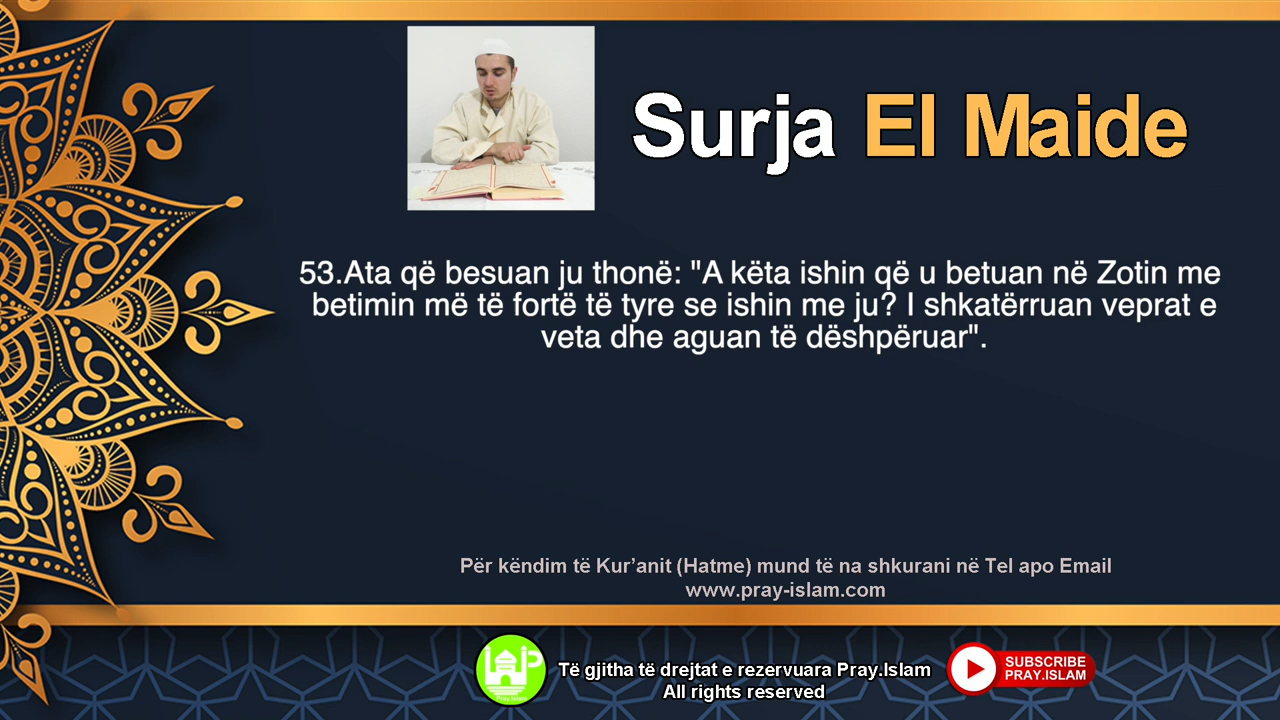 Surja El Maide
53.Ata që besuan ju thonë: "A këta ishin që u betuan në Zotin me
betimin më të fortë të tyre se ishin me ju? I shkatërruan veprat e
veta dhe aguan të dëshpëruar".
Për këndim të Kur’anit (Hatme) mund të na shkurani në Tel apo Email
www.pray-islam.com
Pray.Islam
Të gjitha të drejtat e rezervuara Pray.Islam
All rights reserved
SUBSCRIBE
PRAY.ISLAM